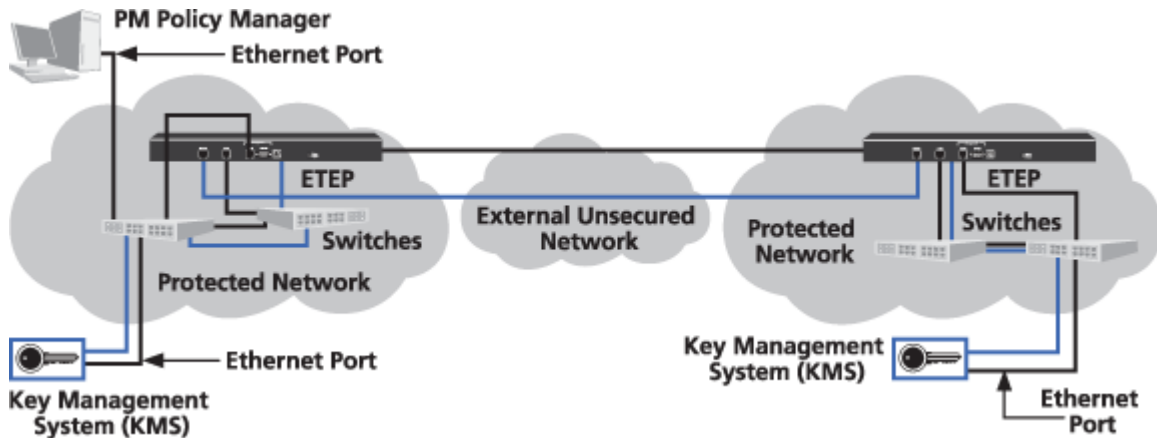 PM Policy Manager
Ethernet Port
ETEP
ETEP
External Unsecured
Network
Switches
Protected Network
Protected
Network
Switches
Ethernet Port
Key Management
System (KMS)
Key Management
System (KMS)
Ethernet
Port